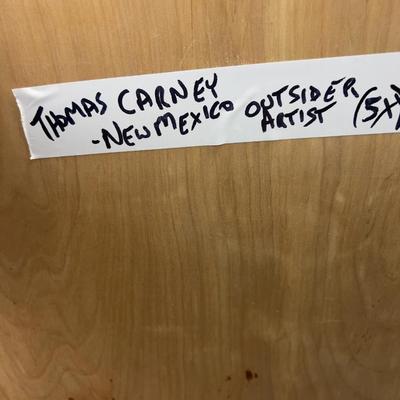 THOMAS CARNEY OUTSIDER
-NEW MEXICO ARTIST (5X